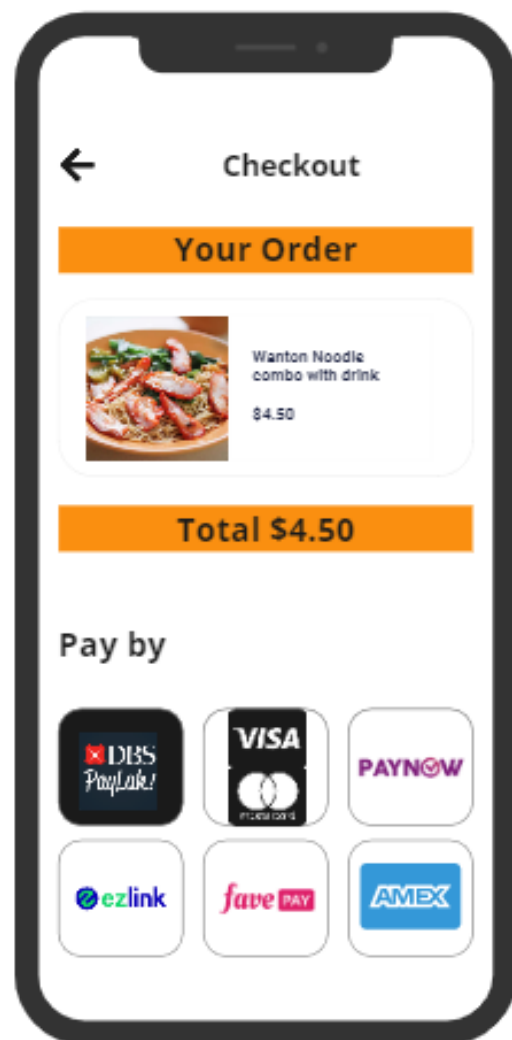 Checkout
Your Order
Wanton Noodle
combo with drink
$4.50
Total $4.50
Pay by
DBS
PayLah!
VISA
PAYNOW
ezlink
fave PAY
AMEX